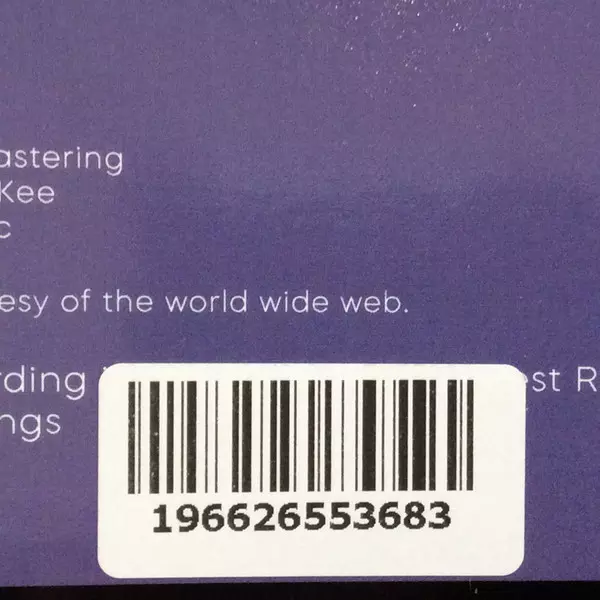 astering
Kee
c
esy of the world wide web.
rding st R
ngs
196626553683